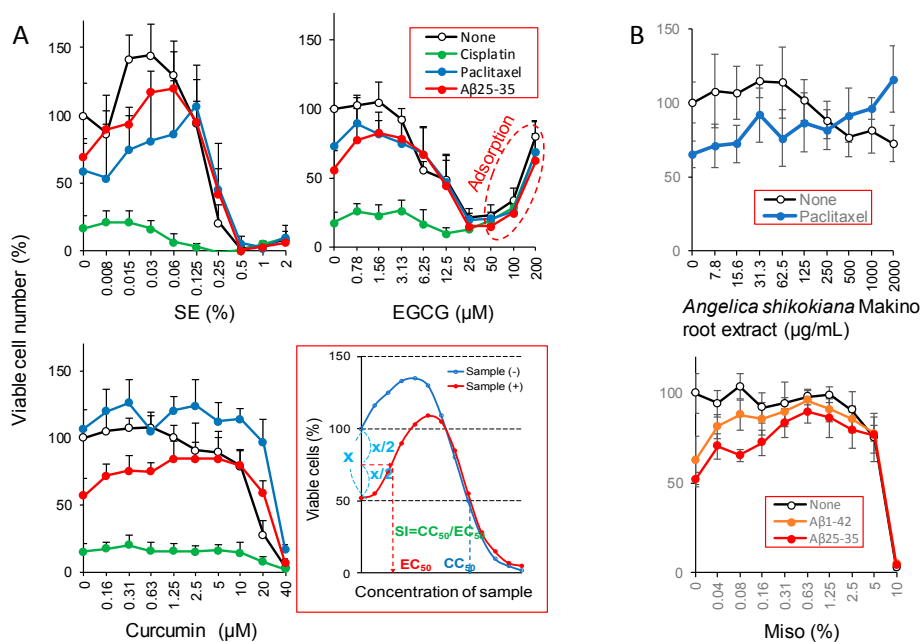 A
Viable cell number (%)
150
100
50
0
0
0.008
0.015
0.03
0.06
0.125
0.25
0.5
1
2
SE (%)
150
100
50
0
None
Cisplatin
Paclitaxel
Aβ25-35
Adsorption
0
0.78
1.56
3.13
6.25
12.5
25
50
100
200
EGCG (µM)
150
100
50
0
0
0.16
0.31
0.63
1.25
2.5
5
10
20
40
Curcumin (µM)
Viable cells (%)
150
100
50
0
Sample (-)
Sample (+)
x
x/2
x/2
SI=CC50/EC50
EC50
CC50
Concentration of sample
B
150
100
50
0
None
Paclitaxel
0
7.8
15.6
31.3
62.5
125
250
500
1000
2000
Angelica shikokiana Makino
root extract (µg/mL)
100
50
0
None
Aβ1-42
Aβ25-35
0
0.04
0.08
0.16
0.31
0.63
1.25
2.5
5
10
Miso (%)